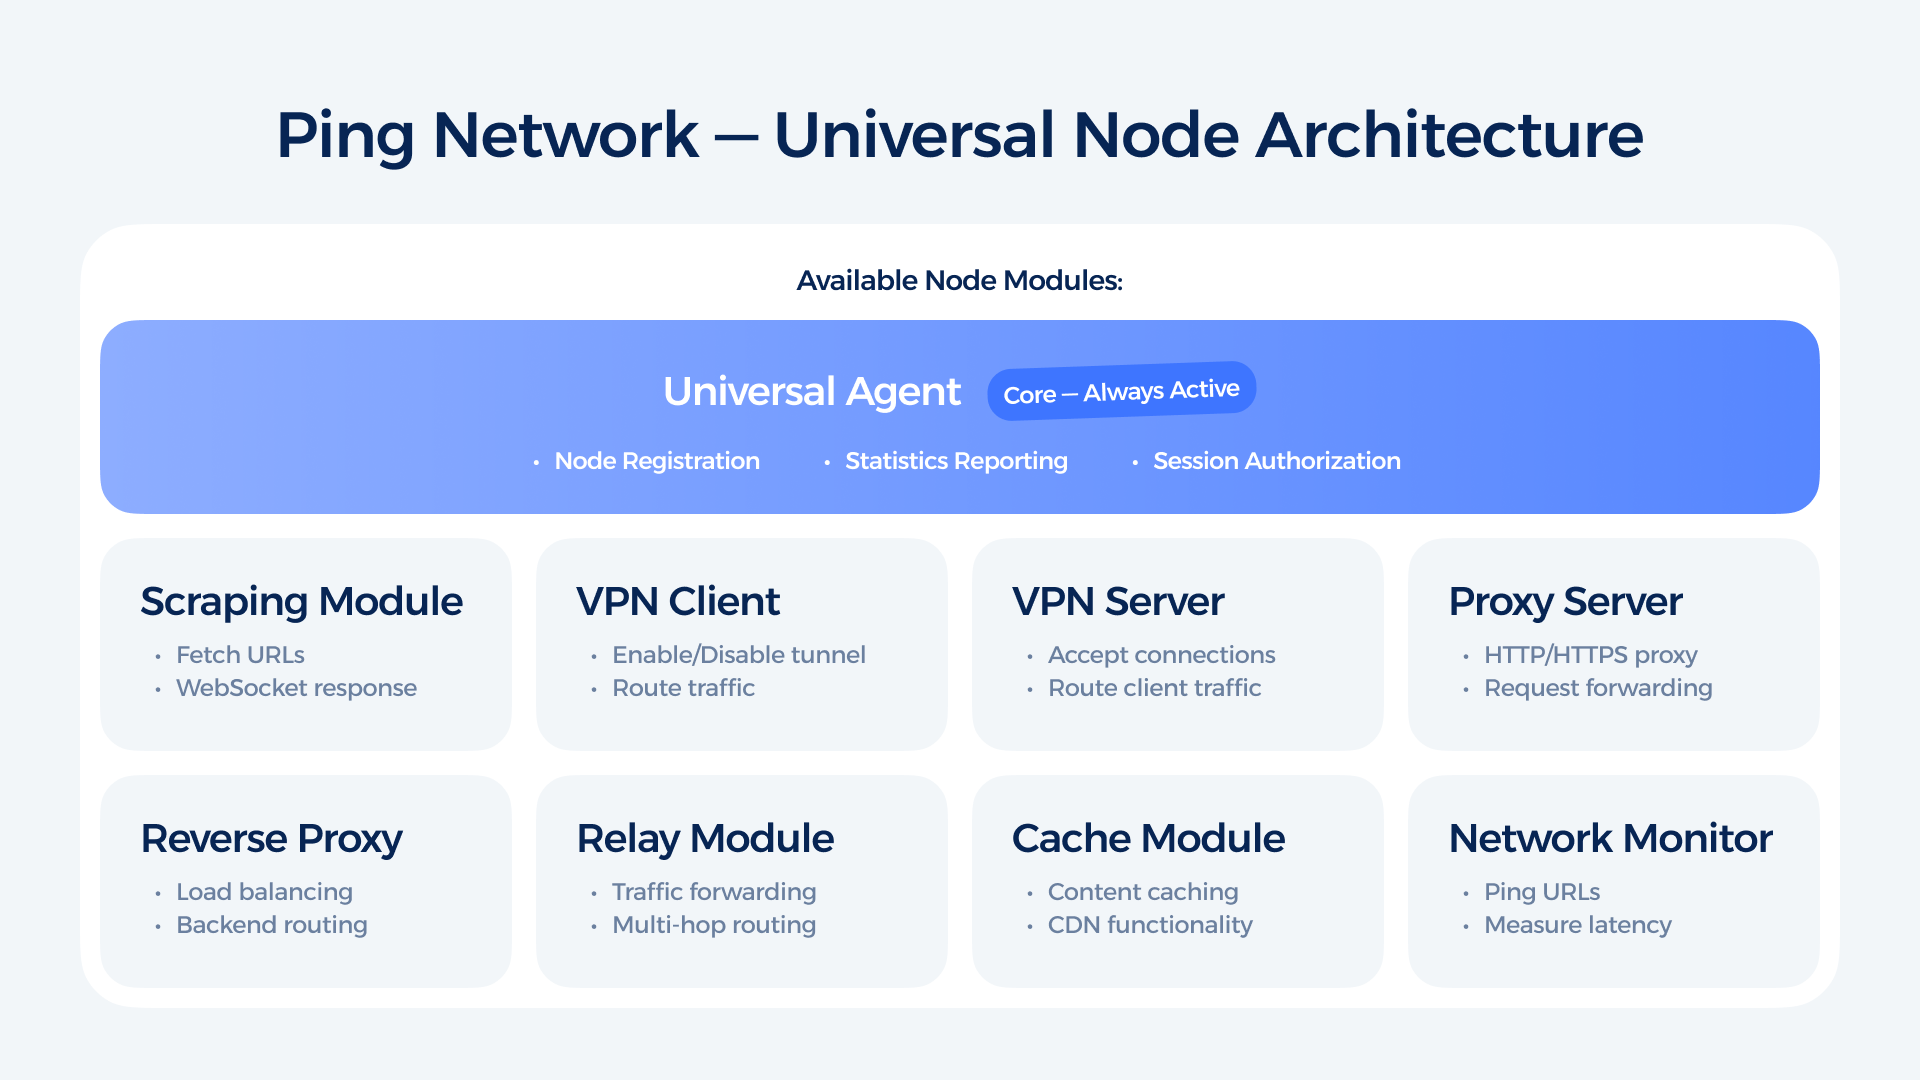 Ping Network — Universal Node Architecture
Available Node Modules:
Universal Agent
Core — Always Active
• Node Registration
• Statistics Reporting
• Session Authorization
Scraping Module
• Fetch URLs
• WebSocket response
VPN Client
• Enable/Disable tunnel
• Route traffic
VPN Server
• Accept connections
• Route client traffic
Proxy Server
• HTTP/HTTPS proxy
• Request forwarding
Reverse Proxy
• Load balancing
• Backend routing
Relay Module
• Traffic forwarding
• Multi-hop routing
Cache Module
• Content caching
• CDN functionality
Network Monitor
• Ping URLs
• Measure latency